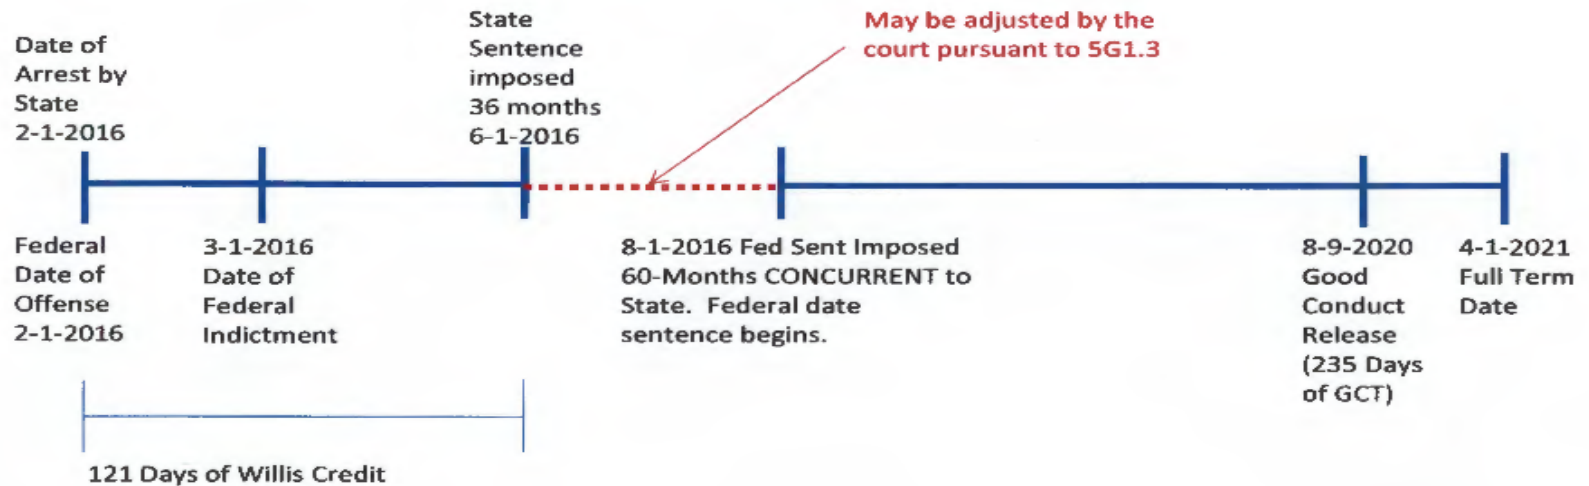 Date of
Arrest by
State
2-1-2016
State
Sentence
imposed
36 months
6-1-2016
May be adjusted by the
court pursuant to 5G1.3
Federal
Date of
Offense
2-1-2016
3-1-2016
Date of
Federal
Indictment
8-1-2016 Fed Sent Imposed
60-Months CONCURRENT to
State. Federal date
sentence begins.
8-9-2020
Good
Conduct
Release
(235 Days
of GCT)
4-1-2021
Full Term
Date
121 Days of Willis Credit